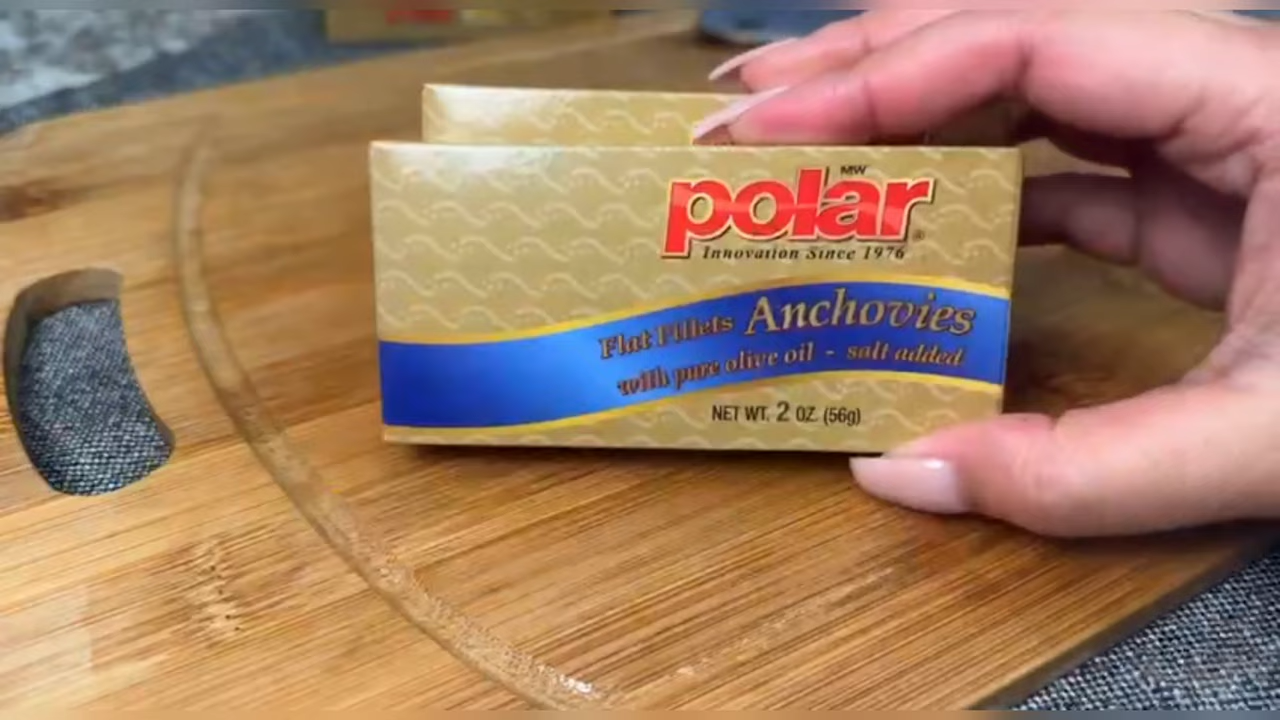 MW
polar®
Innovation Since 1976
Flat Fillets Anchovies
with pure olive oil - salt added
NET WT. 2 OZ. (56g)